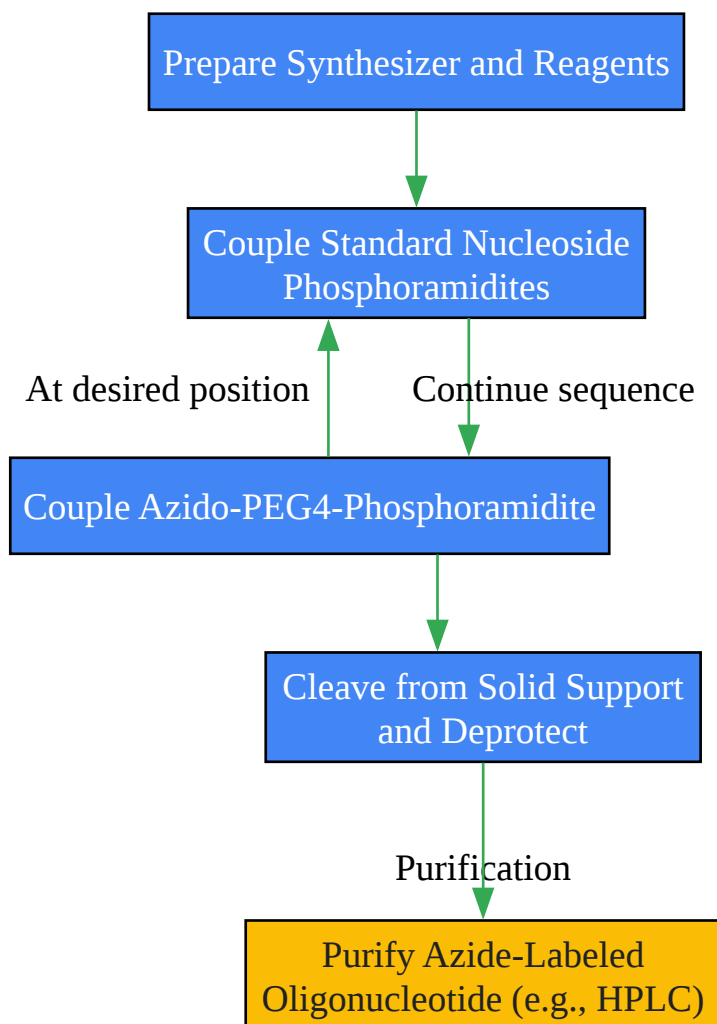 Prepare Synthesizer and Reagents
Couple Standard Nucleoside
Phosphoramidites
At desired position
Continue sequence
Couple Azido-PEG4-Phosphoramidite
Cleave from Solid Support
and Deprotect
Purification
Purify Azide-Labeled
Oligonucleotide (e.g., HPLC)